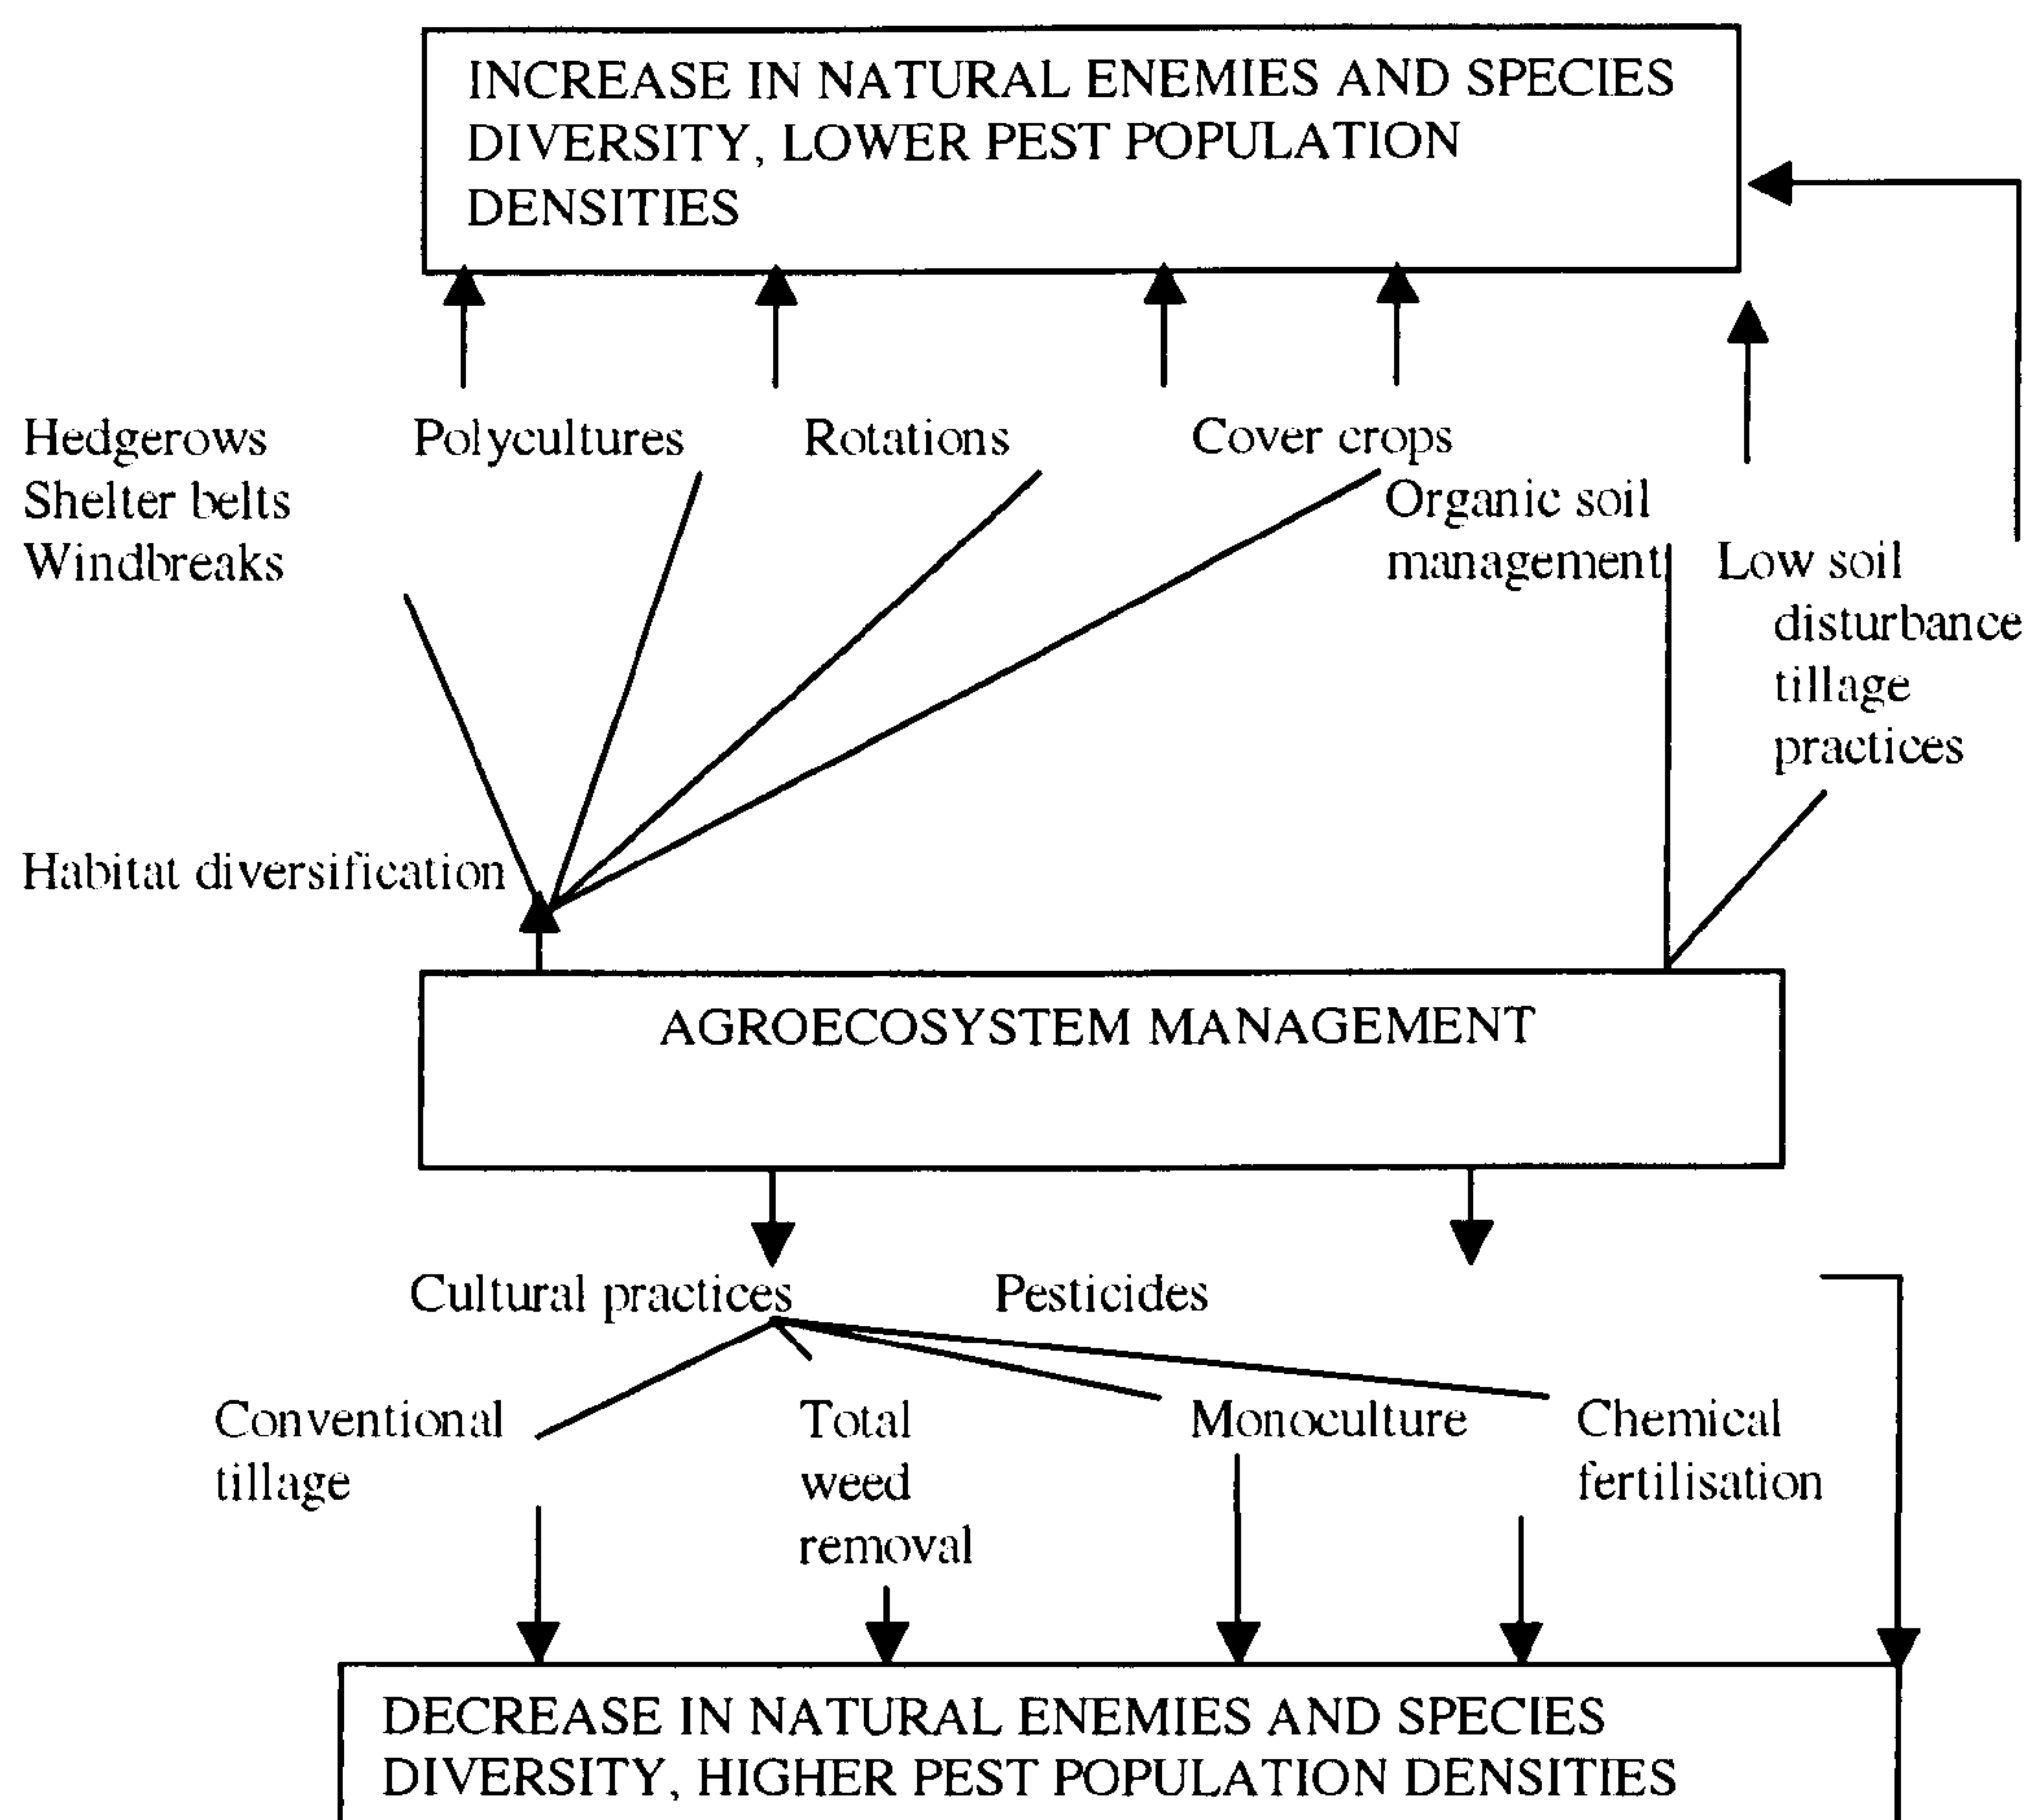 INCREASE IN NATURAL ENEMIES AND SPECIES
DIVERSITY, LOWER PEST POPULATION
DENSITIES
Hedgerows
Shelter belts
Windbreaks
Polycultures
Rotations
Cover crops
Organic soil
management
Low soil
disturbance
tillage
practices
Habitat diversification
AGROECOSYSTEM MANAGEMENT
Cultural practices
Pesticides
Conventional
tillage
Total
weed
removal
Monoculture
Chemical
fertilisation
DECREASE IN NATURAL ENEMIES AND SPECIES
DIVERSITY, HIGHER PEST POPULATION DENSITIES